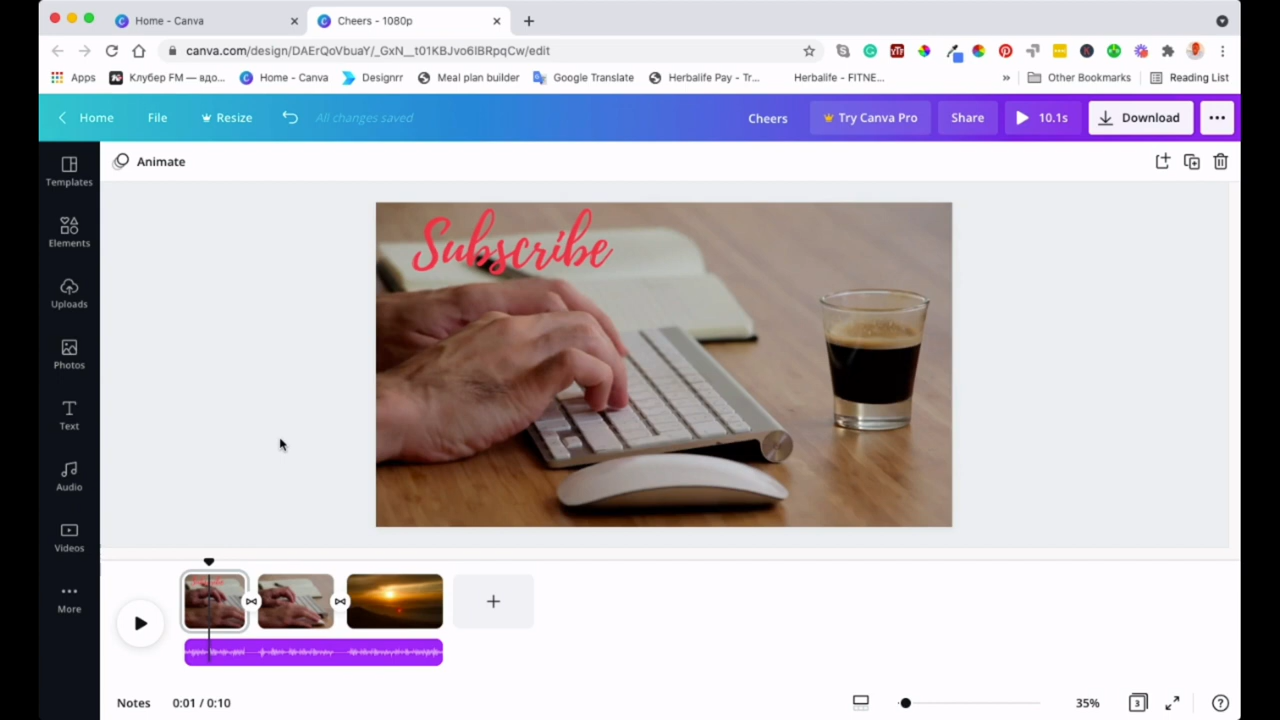 Home - Canva
Cheers - 1080p
canva.com/design/DAErQoVbuaY/_GxN__t01KBJvo6IBRpqCw/edit
Apps
Клубер FM — вдо...
Home - Canva
Designrr
Meal plan builder
Google Translate
Herbalife Pay - Tr...
Herbalife - FITNE...
»
Other Bookmarks
Reading List
Home
File
Resize
All changes saved
Cheers
Try Canva Pro
Share
10.1s
Download
Templates
Elements
Uploads
Photos
Text
Audio
Videos
More
Animate
Subscribe
Notes
0:01 / 0:10
35%
3